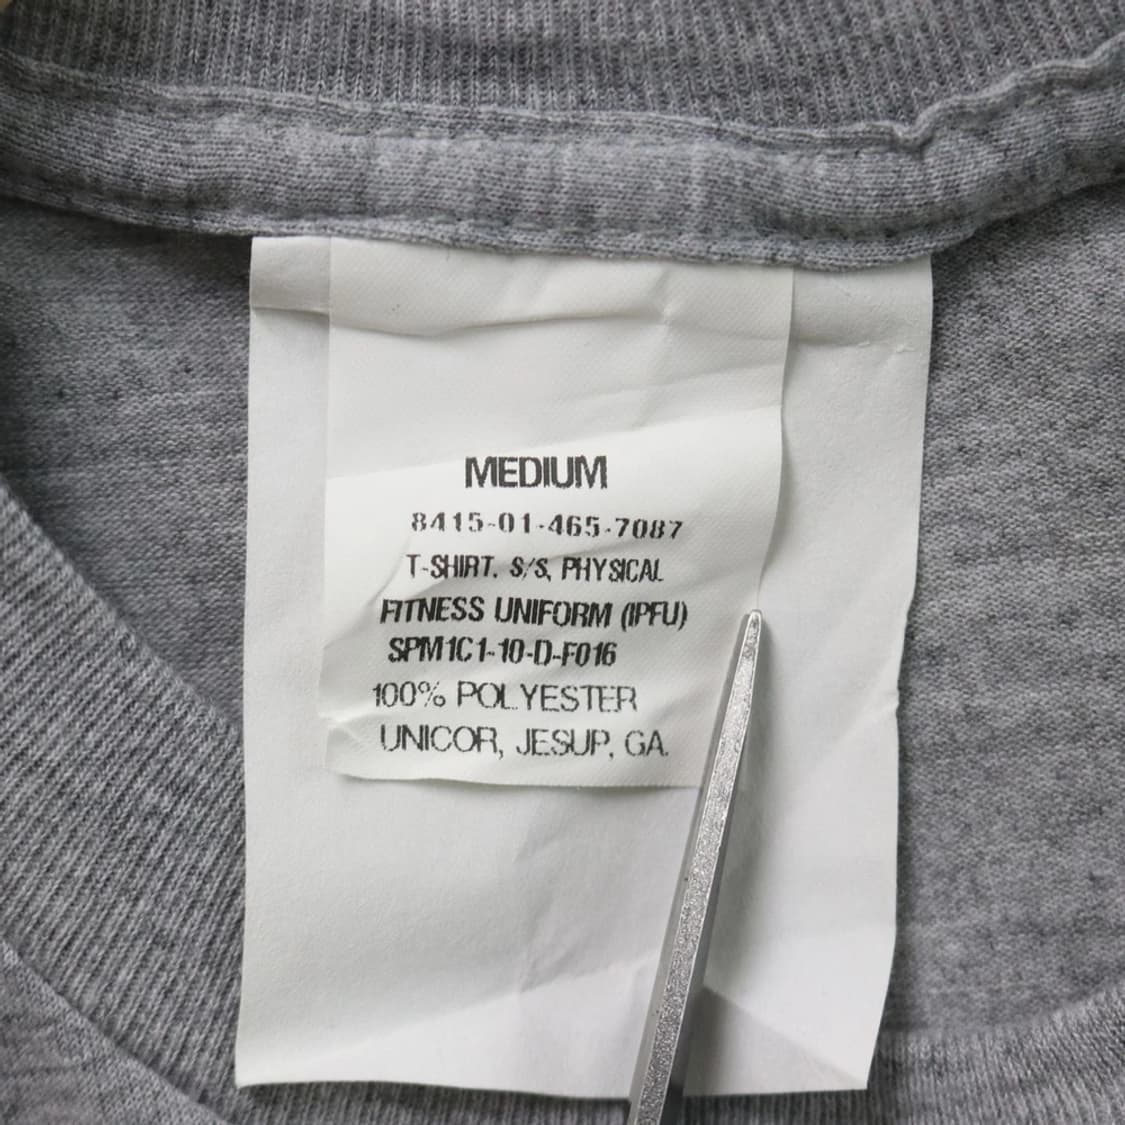 MEDIUM
8415-01-465-7087
T-SHIRT, S/S, PHYSICAL
FITNESS UNIFORM (IPFU)
SPM1C1-10-D-F016
100% POLYESTER
UNICOR, JESUP, GA.